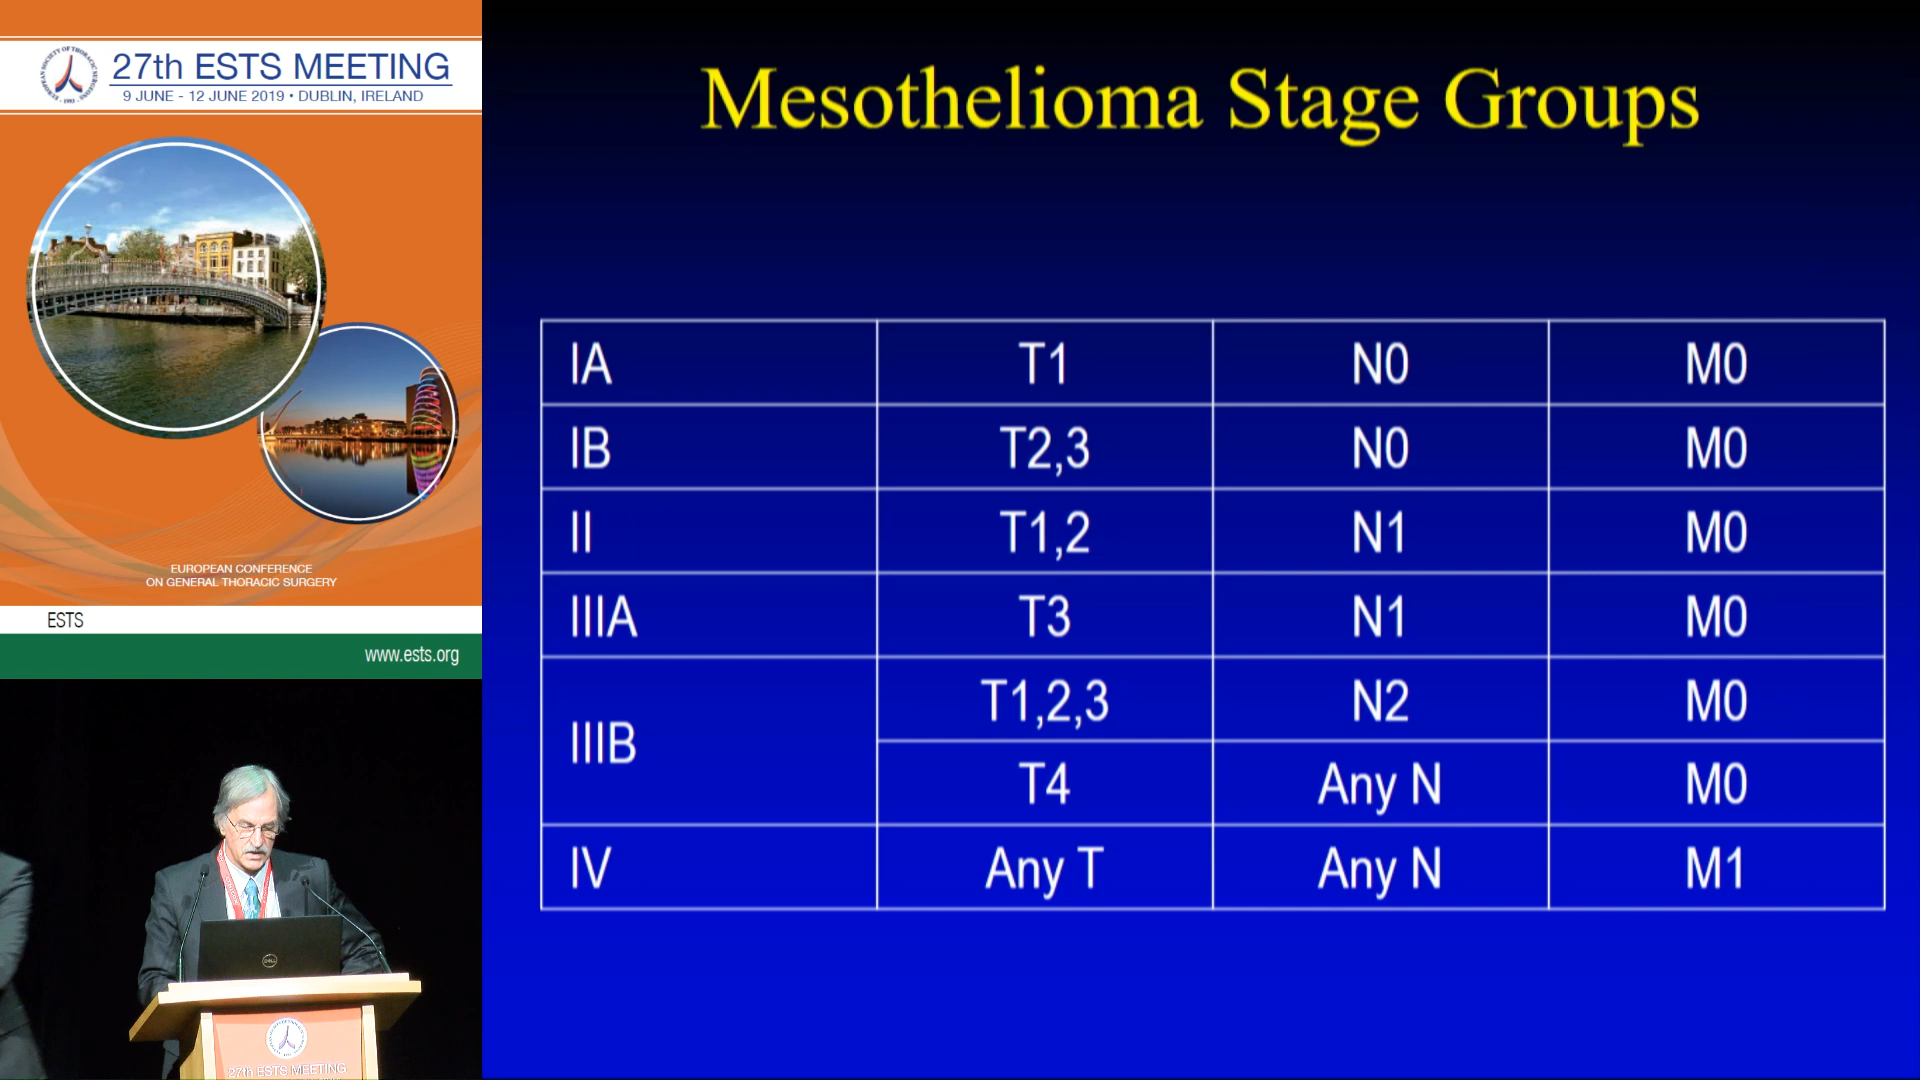 27th ESTS MEETING
9 JUNE - 12 JUNE 2019 • DUBLIN, IRELAND
EUROPEAN CONFERENCE
ON GENERAL THORACIC SURGERY
ESTS
www.ests.org
DELL
27th ESTS MEETING
Mesothelioma Stage Groups
IA T1 N0 M0
IB T2,3 N0 M0
II T1,2 N1 M0
IIIA T3 N1 M0
IIIB T1,2,3 N2 M0
T4 Any N M0
IV Any T Any N M1